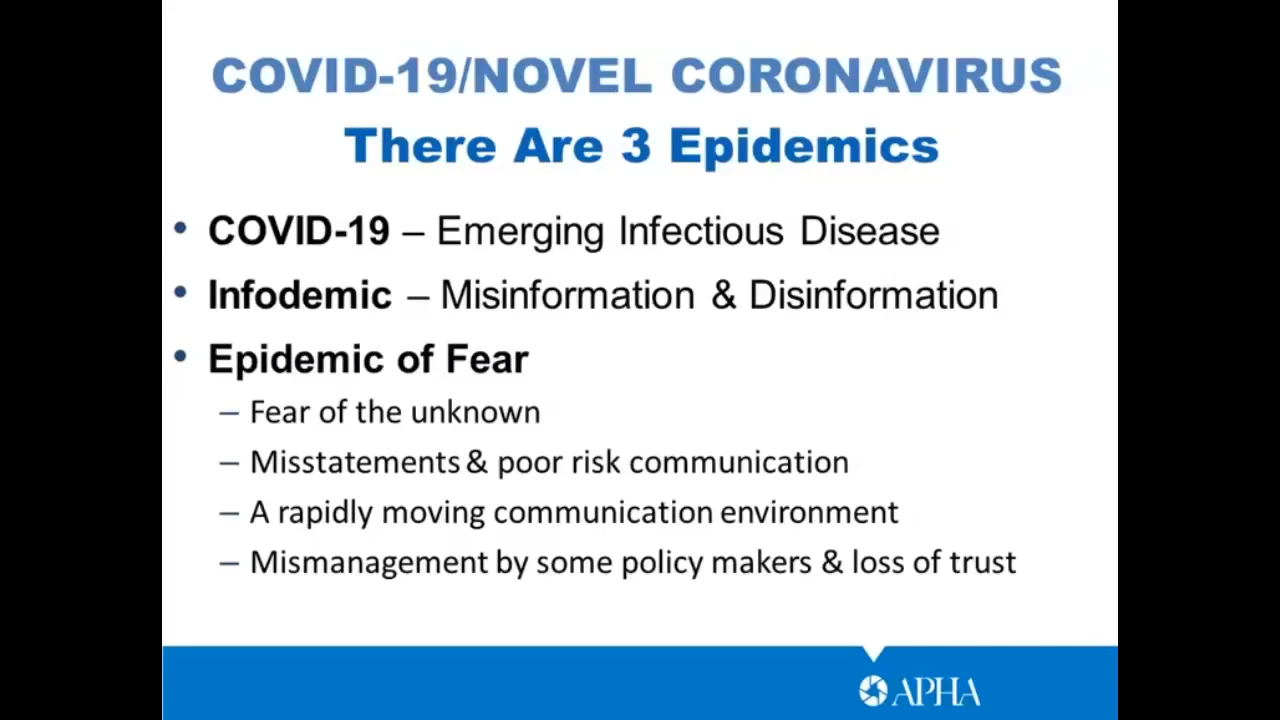 COVID-19/NOVEL CORONAVIRUS
There Are 3 Epidemics
• COVID-19 – Emerging Infectious Disease
• Infodemic – Misinformation & Disinformation
• Epidemic of Fear
– Fear of the unknown
– Misstatements & poor risk communication
– A rapidly moving communication environment
– Mismanagement by some policy makers & loss of trust
APHA